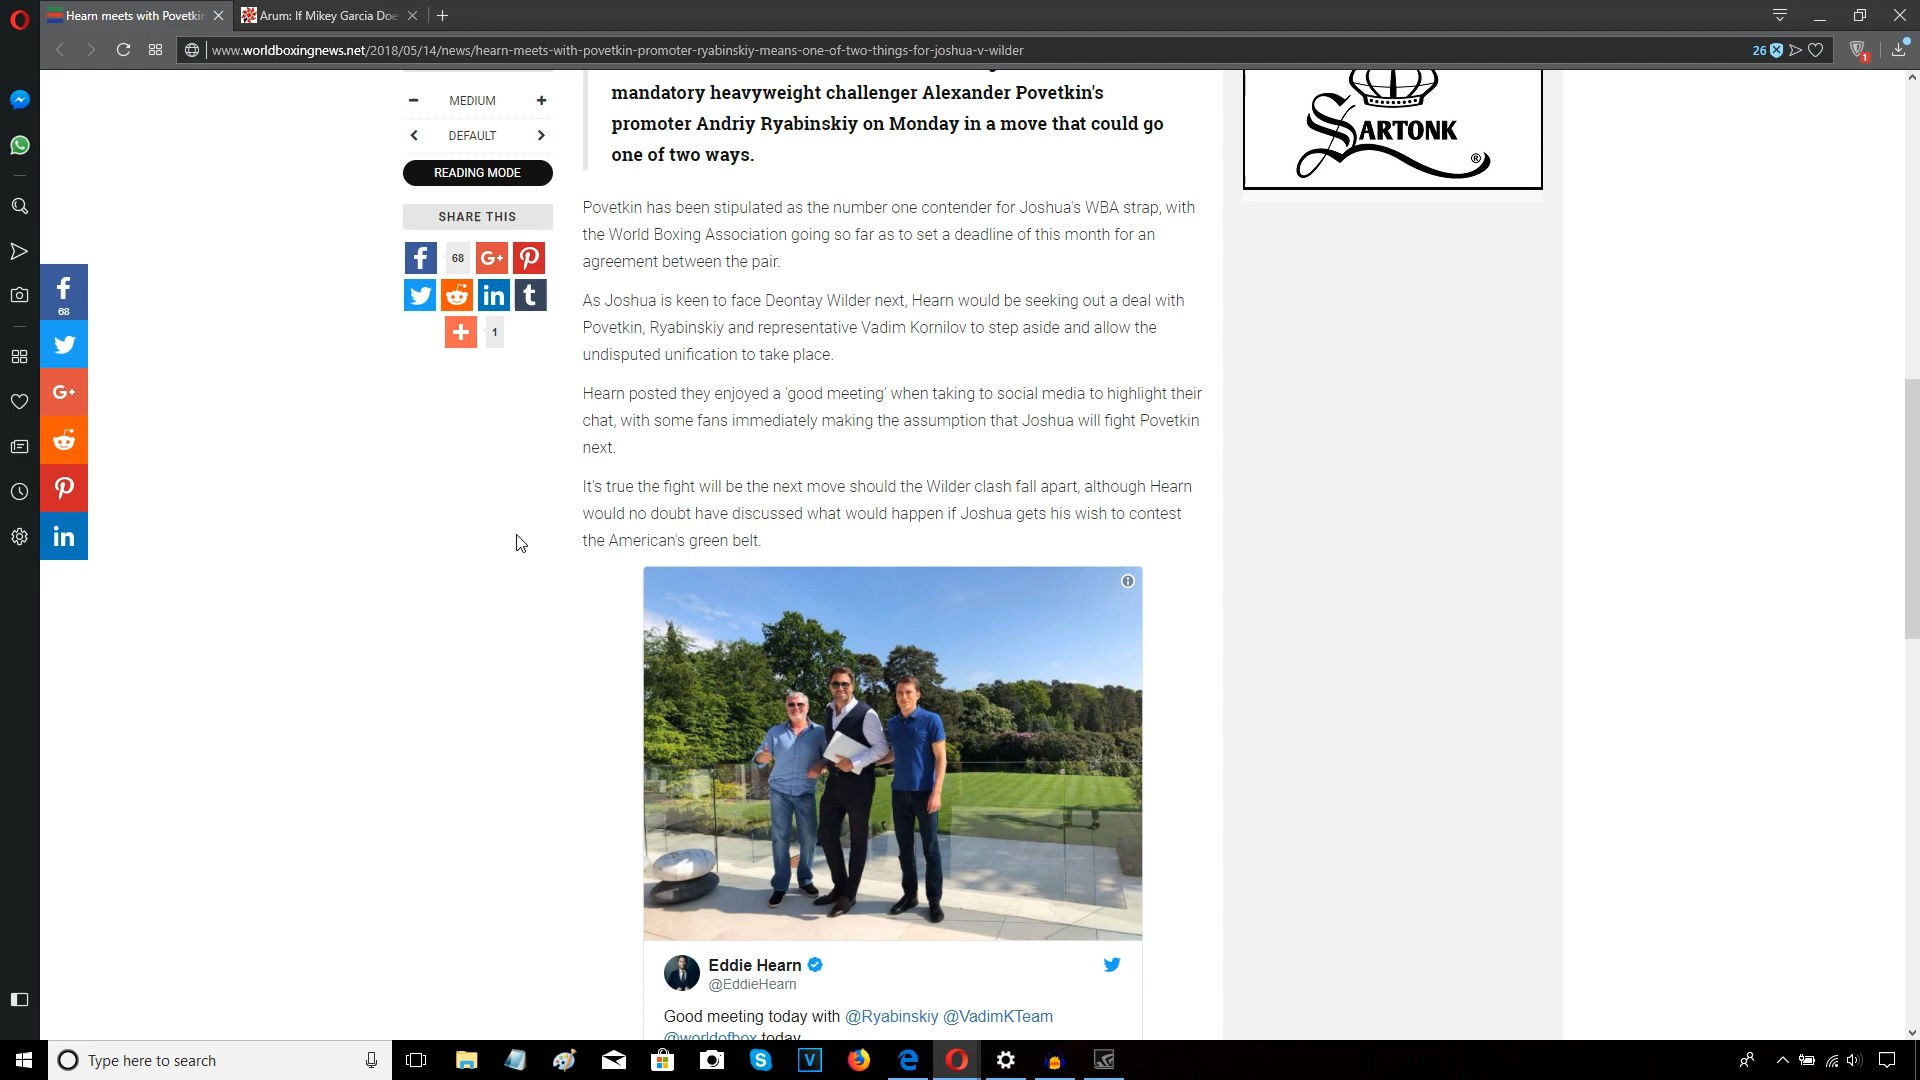 Hearn meets with Povetkin
Arum: If Mikey Garcia Doe
www.worldboxingnews.net/2018/05/14/news/hearn-meets-with-povetkin-promoter-ryabinskiy-means-one-of-two-things-for-joshua-v-wilder
26
1
MEDIUM
DEFAULT
READING MODE
SHARE THIS
68
G+
1
68
G+
mandatory heavyweight challenger Alexander Povetkin's
promoter Andriy Ryabinskiy on Monday in a move that could go
one of two ways.
Povetkin has been stipulated as the number one contender for Joshua's WBA strap, with
the World Boxing Association going so far as to set a deadline of this month for an
agreement between the pair.
As Joshua is keen to face Deontay Wilder next, Hearn would be seeking out a deal with
Povetkin, Ryabinskiy and representative Vadim Kornilov to step aside and allow the
undisputed unification to take place.
Hearn posted they enjoyed a 'good meeting' when taking to social media to highlight their
chat, with some fans immediately making the assumption that Joshua will fight Povetkin
next.
It's true the fight will be the next move should the Wilder clash fall apart, although Hearn
would no doubt have discussed what would happen if Joshua gets his wish to contest
the American's green belt.
Eddie Hearn
@EddieHearn
Good meeting today with @Ryabinskiy @VadimKTeam
@worldofbox today
SARTONK ®
Type here to search